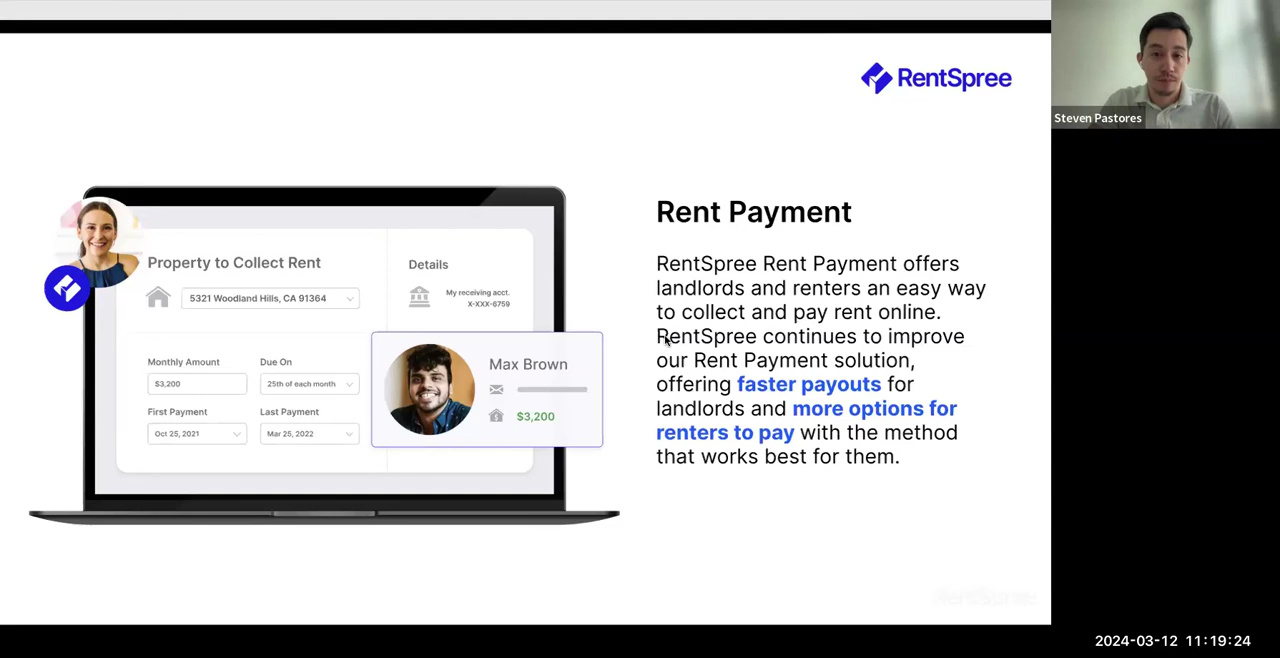 RentSpree
Steven Pastores
Rent Payment
RentSpree Rent Payment offers
landlords and renters an easy way
to collect and pay rent online.
RentSpree continues to improve
our Rent Payment solution,
offering faster payouts for
landlords and more options for
renters to pay with the method
that works best for them.
Property to Collect Rent
5321 Woodland Hills, CA 91364
Details
My receiving acct.
X-XXX-6759
Monthly Amount
Due On
$3,200
25th of each month
First Payment
Last Payment
Oct 25, 2021
Mar 25, 2022
Max Brown
$3,200
RentSpree
2024-03-12 11:19:24